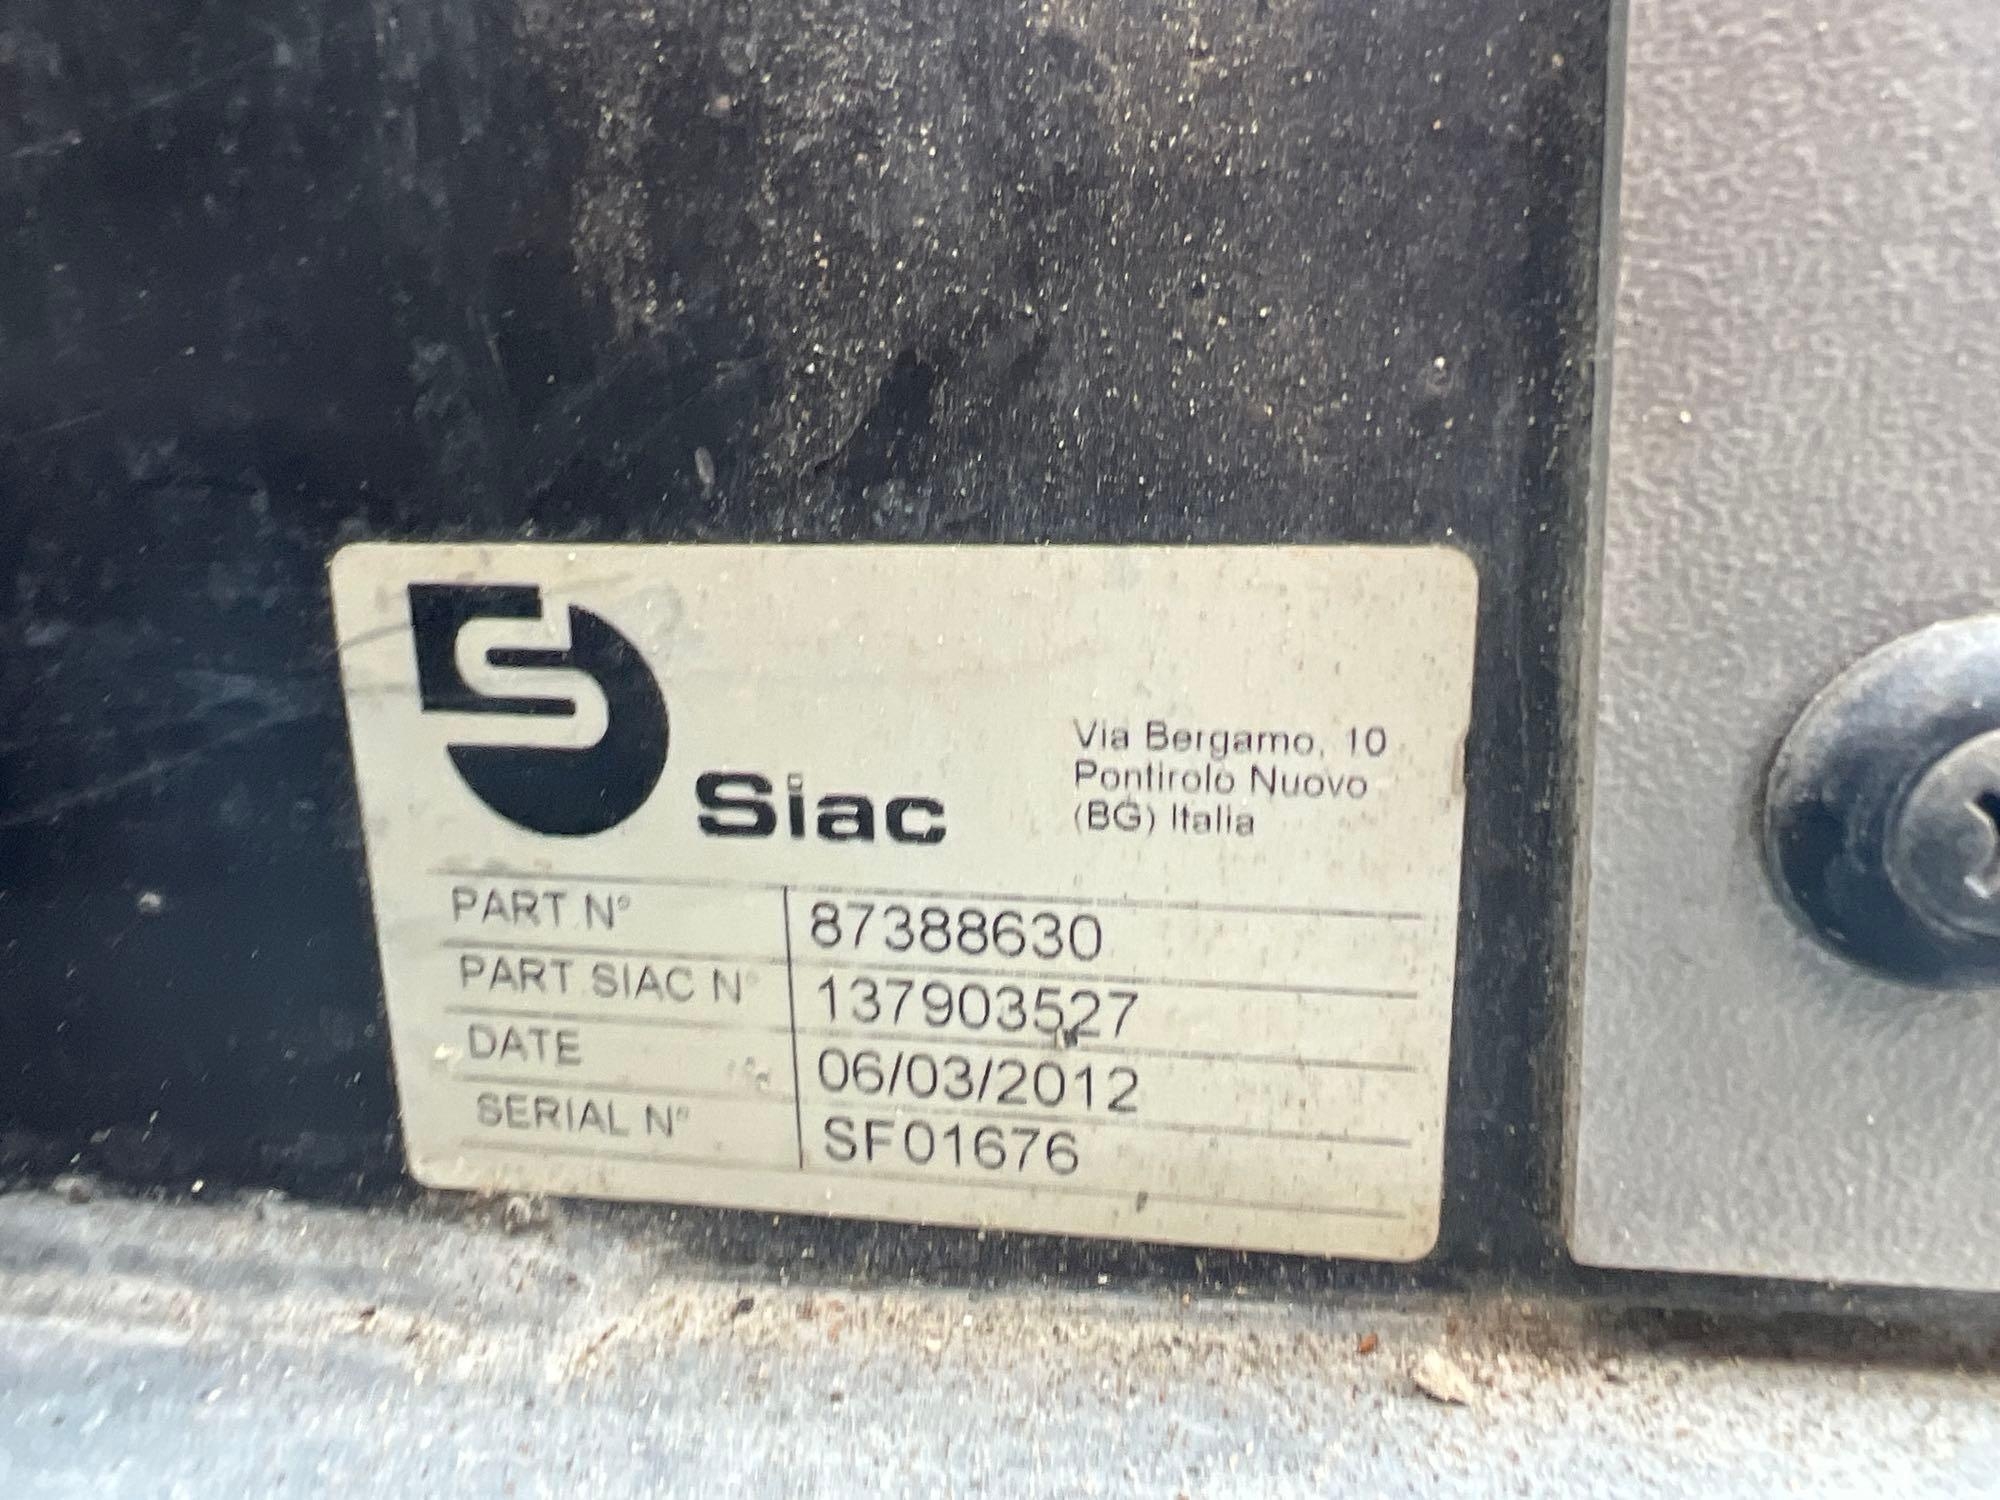 S
Siac
Via Bergamo, 10
Pontirolo Nuovo
(BG) Italia
PART N° 87388630
PART SIAC N° 137903527
DATE 06/03/2012
SERIAL N° SF01676